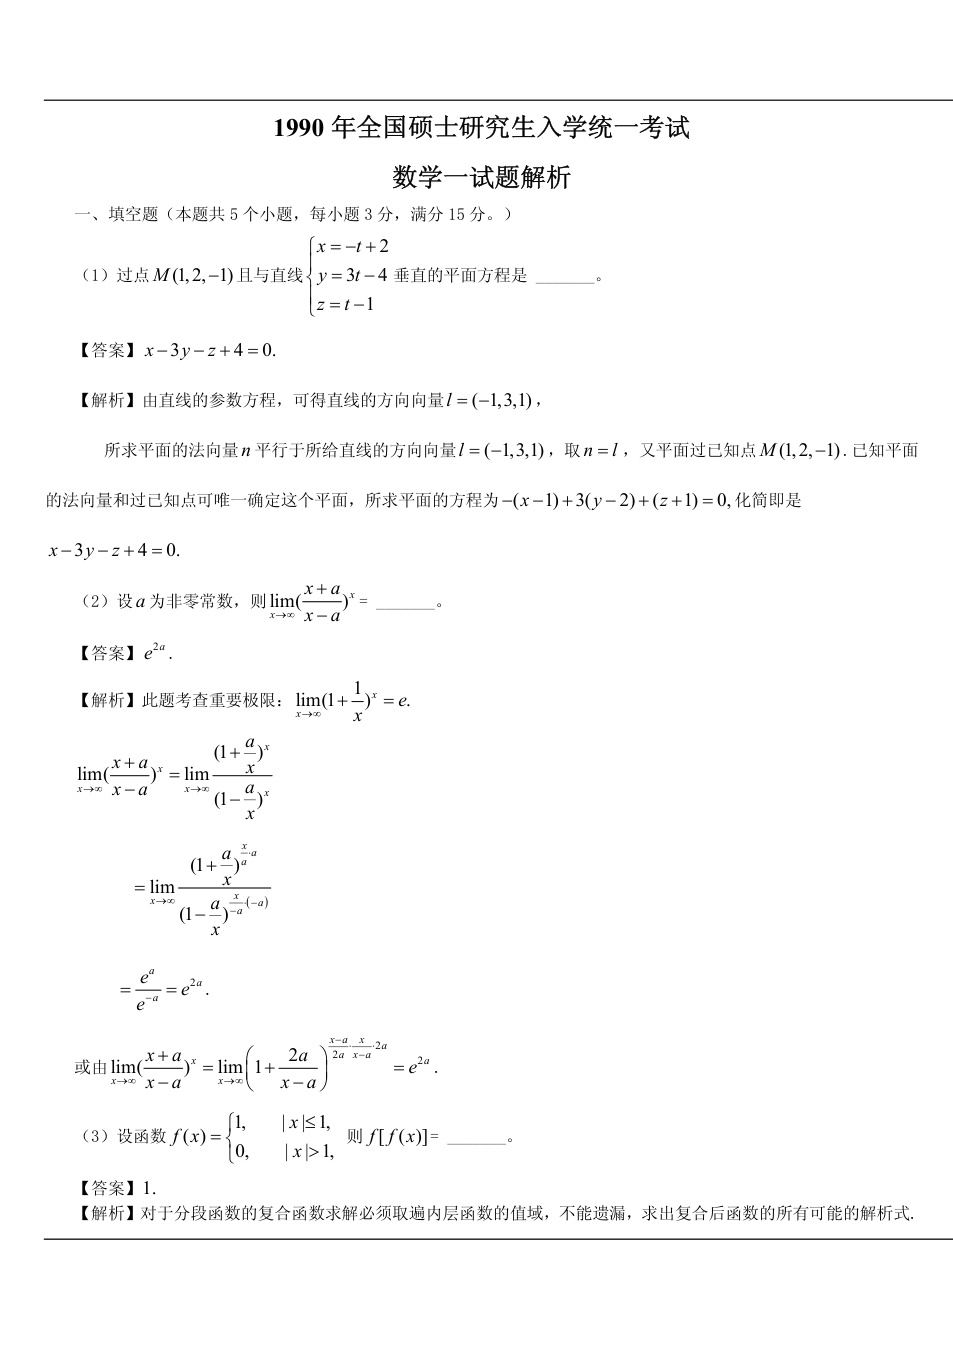 1990 年全国硕士研究生入学统一考试
数学一试题解析
一、填空题（本题共 5 个小题，每小题 3 分，满分 15 分。）
（1）过点 M(1,2,−1) 且与直线 { x = −t + 2, y = 3t − 4, z = t − 1 垂直的平面方程是 _______。
【答案】x − 3y − z + 4 = 0.
【解析】由直线的参数方程，可得直线的方向向量 l = (−1,3,1)，
所求平面的法向量 n 平行于所给直线的方向向量 l = (−1,3,1)，取 n = l，又平面过已知点 M(1,2,−1). 已知平面
的法向量和过已知点可唯一确定这个平面，所求平面的方程为 −(x −1) + 3(y − 2) + (z +1) = 0, 化简即是
x − 3y − z + 4 = 0.
（2）设 a 为非零常数，则 lim_{x→∞} ((x + a)/(x − a))^x = _______。
【答案】e^{2a}.
【解析】此题考查重要极限：lim_{x→∞} (1 + 1/x)^x = e.
lim_{x→∞} ((x + a)/(x − a))^x = lim_{x→∞} (1 + a/x)^x / (1 − a/x)^x
= lim_{x→∞} (1 + a/x)^{x/a·a} / (1 − a/x)^{x/−a·(−a)}
= e^a / e^{−a} = e^{2a}.
或由 lim_{x→∞} ((x + a)/(x − a))^x = lim_{x→∞} (1 + 2a/(x − a))^{(x−a)/2a · x/(x−a) · 2a} = e^{2a}.
（3）设函数 f(x) = { 1, |x| ≤ 1, 0, |x| > 1, 则 f[f(x)] = _______。
【答案】1.
【解析】对于分段函数的复合函数求解必须取遍内层函数的值域，不能遗漏，求出复合后函数的所有可能的解析式.